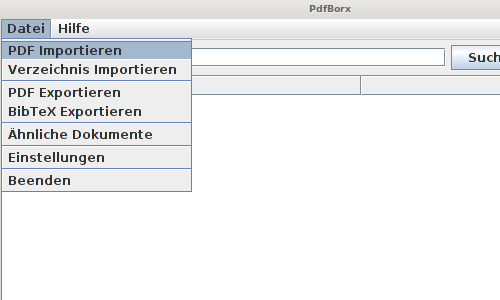 PdfBorx
Datei Hilfe
PDF Importieren
Such
Verzeichnis Importieren
PDF Exportieren
BibTeX Exportieren
Ähnliche Dokumente
Einstellungen
Beenden